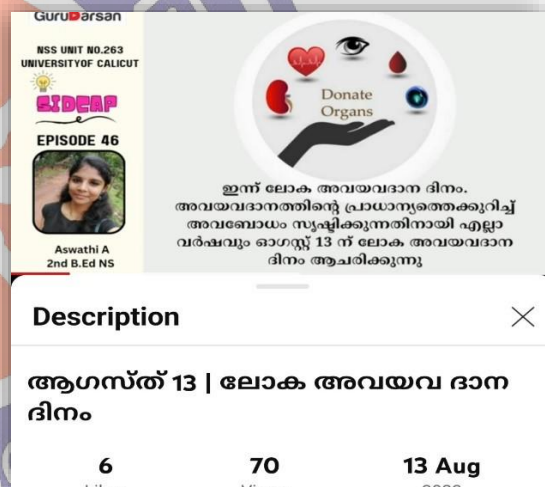 GuruDarsan
NSS UNIT NO.263
UNIVERSITYOF CALICUT
EPISODE 46
Aswathi A
2nd B.Ed NS
Donate
Organs
ഇന്ന് ലോക അവയവദാന ദിനം.
അവയവദാനത്തിന്റെ പ്രാധാന്യത്തെക്കുറിച്ച്
അവബോധം സൃഷ്ടിക്കുന്നതിനായി എല്ലാ
വർഷവും ഓഗസ്റ്റ് 13 ന് ലോക അവയവദാന
ദിനം ആചരിക്കുന്നു
Description
ആഗസ്ത് 13 | ലോക അവയവ ദാന
ദിനം
6 70 13 Aug